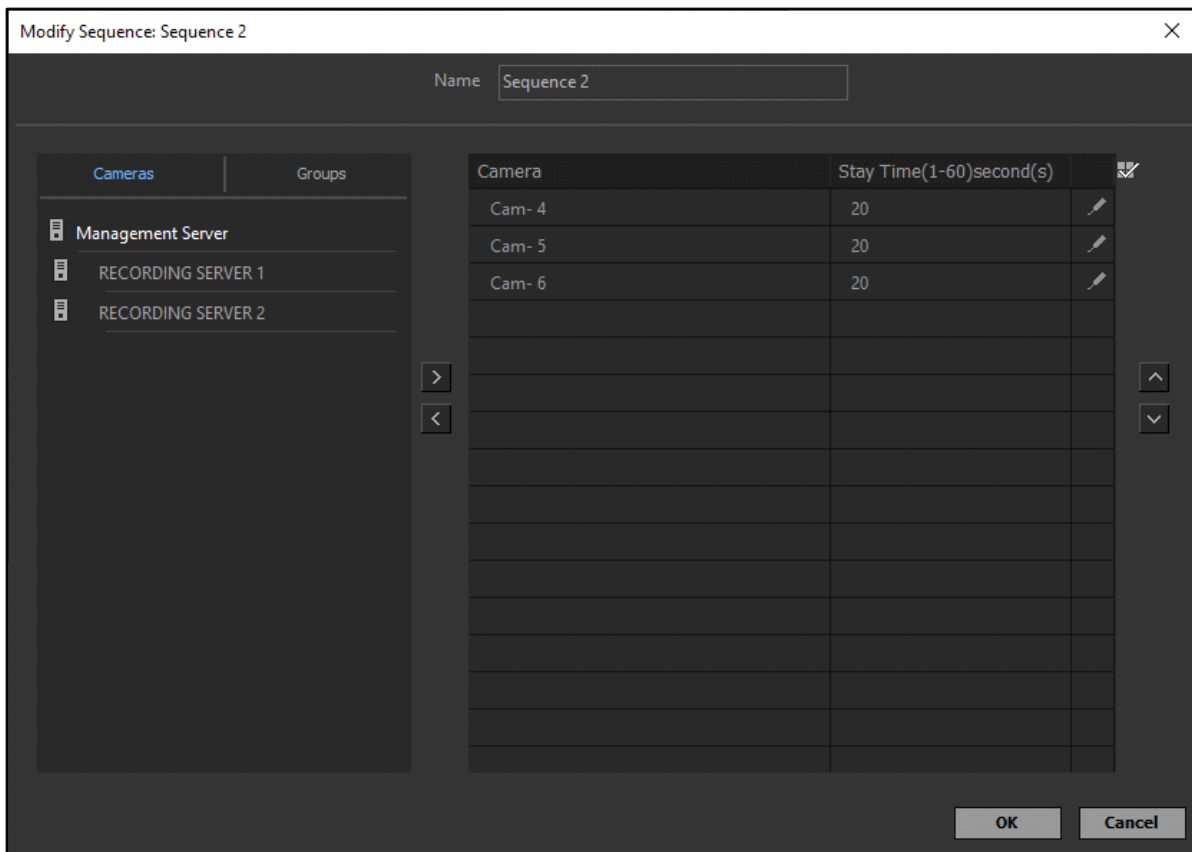 Modify Sequence: Sequence 2
Name Sequence 2
Cameras Groups
Management Server
RECORDING SERVER 1
RECORDING SERVER 2
Camera Stay Time(1-60)second(s)
Cam- 4 20
Cam- 5 20
Cam- 6 20
OK Cancel